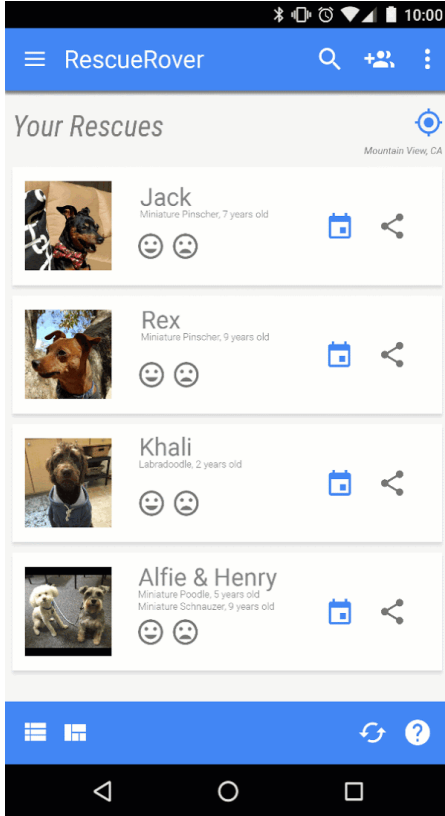 10:00
RescueRover
Your Rescues
Mountain View, CA
Jack
Miniature Pinscher, 7 years old
Rex
Miniature Pinscher, 9 years old
Khali
Labradoodle, 2 years old
Alfie & Henry
Miniature Poodle, 5 years old
Miniature Schnauzer, 9 years old